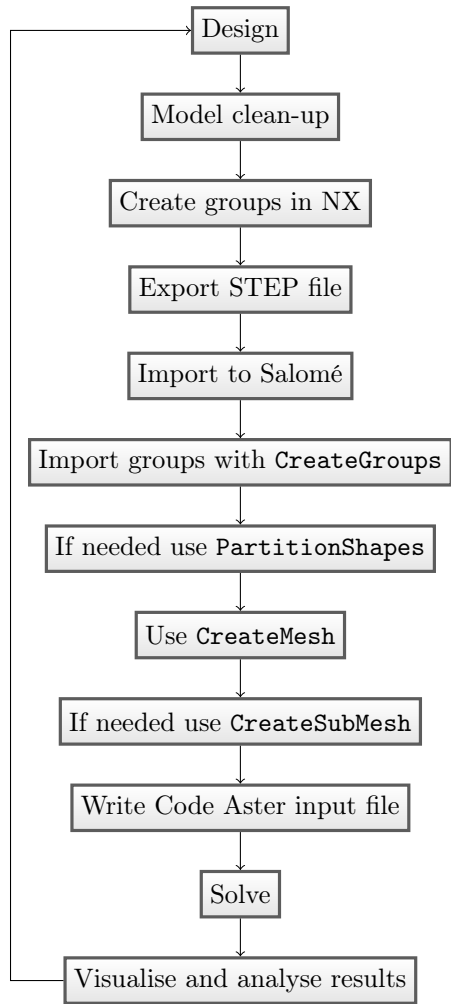 Design
Model clean-up
Create groups in NX
Export STEP file
Import to Salomé
Import groups with CreateGroups
If needed use PartitionShapes
Use CreateMesh
If needed use CreateSubMesh
Write Code Aster input file
Solve
Visualise and analyse results